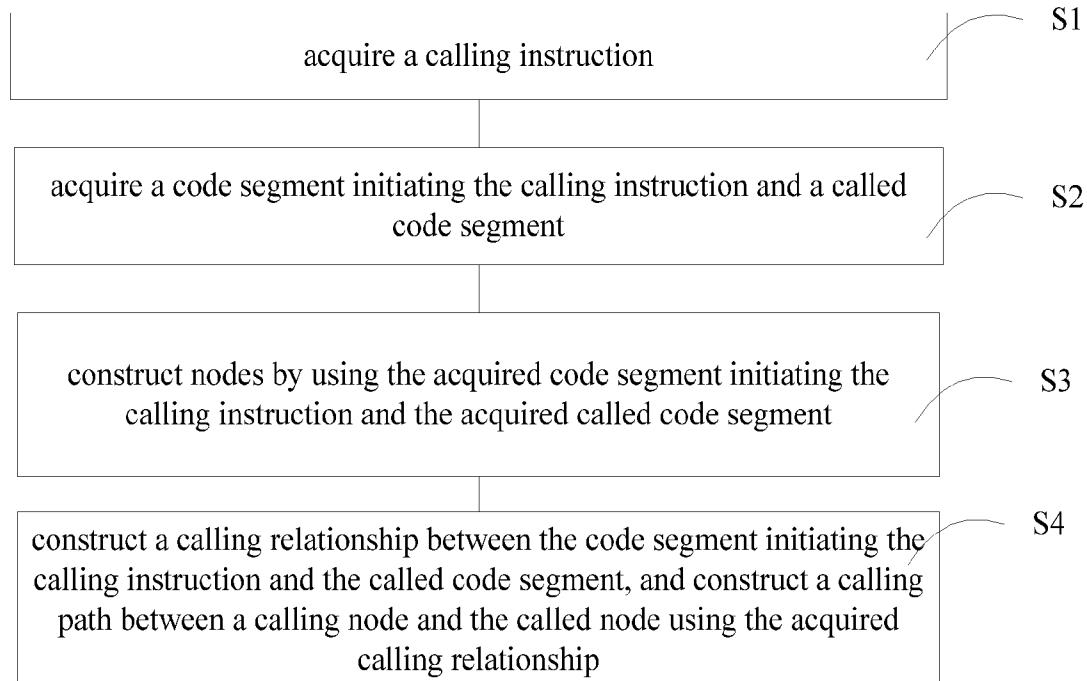 S1
acquire a calling instruction
acquire a code segment initiating the calling instruction and a called
code segment
S2
construct nodes by using the acquired code segment initiating the
calling instruction and the acquired called code segment
S3
construct a calling relationship between the code segment initiating the
calling instruction and the called code segment, and construct a calling
path between a calling node and the called node using the acquired
calling relationship
S4